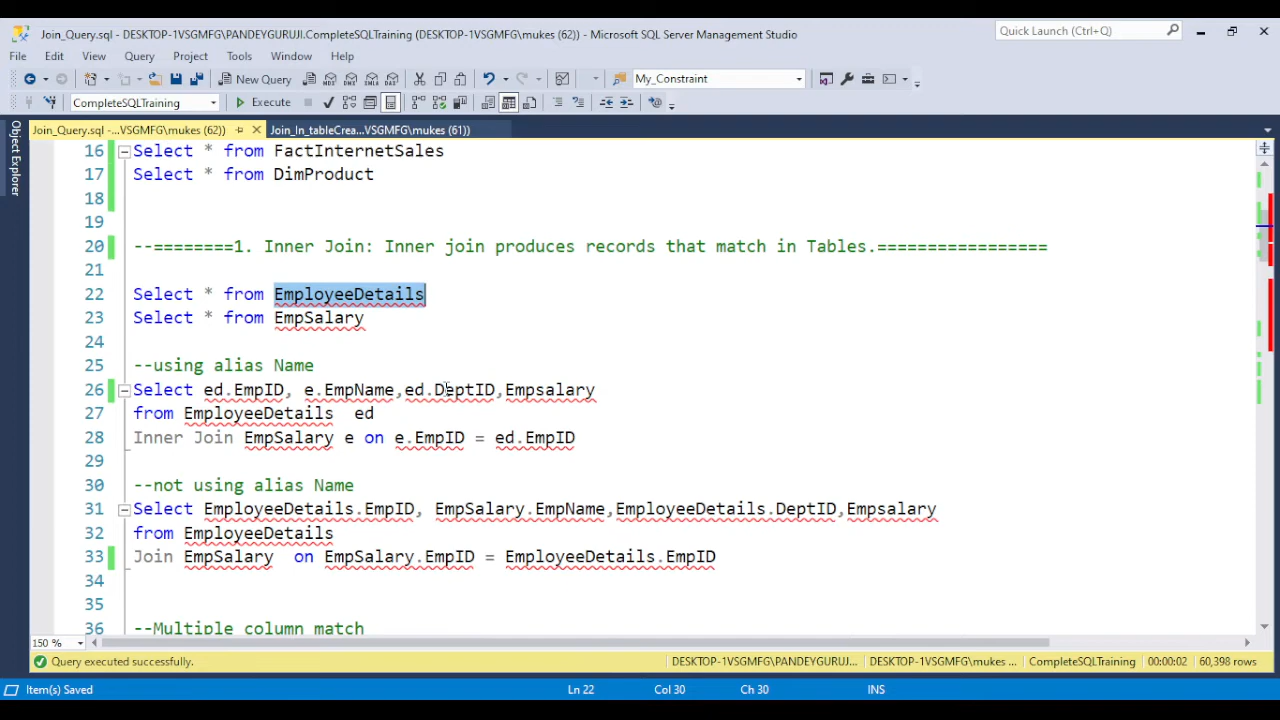 Join_Query.sql - DESKTOP-1VSGMFG\PANDEYGURUJI.CompleteSQLTraining (DESKTOP-1VSGMFG\mukes (62)) - Microsoft SQL Server Management Studio
Quick Launch (Ctrl+Q)
File Edit View Query Project Tools Window Help
New Query
MDX DMX XMLA DAX
My_Constraint
CompleteSQLTraining
Execute
Join_Query.sql -...VSGMFG\mukes (62))
Join_In_tableCrea...VSGMFG\mukes (61))
Object Explorer
16 Select * from FactInternetSales
17 Select * from DimProduct
18
19
20 --========1. Inner Join: Inner join produces records that match in Tables.=================
21
22 Select * from EmployeeDetails
23 Select * from EmpSalary
24
25 --using alias Name
26 Select ed.EmpID, e.EmpName,ed.DeptID,Empsalary
27 from EmployeeDetails  ed
28 Inner Join EmpSalary e on e.EmpID = ed.EmpID
29
30 --not using alias Name
31 Select EmployeeDetails.EmpID, EmpSalary.EmpName,EmployeeDetails.DeptID,Empsalary
32 from EmployeeDetails
33 Join EmpSalary  on EmpSalary.EmpID = EmployeeDetails.EmpID
34
35
36 --Multiple column match
150 %
Query executed successfully.
DESKTOP-1VSGMFG\PANDEYGURUJI... DESKTOP-1VSGMFG\mukes ... CompleteSQLTraining 00:00:02 60,398 rows
Item(s) Saved
Ln 22 Col 30 Ch 30 INS